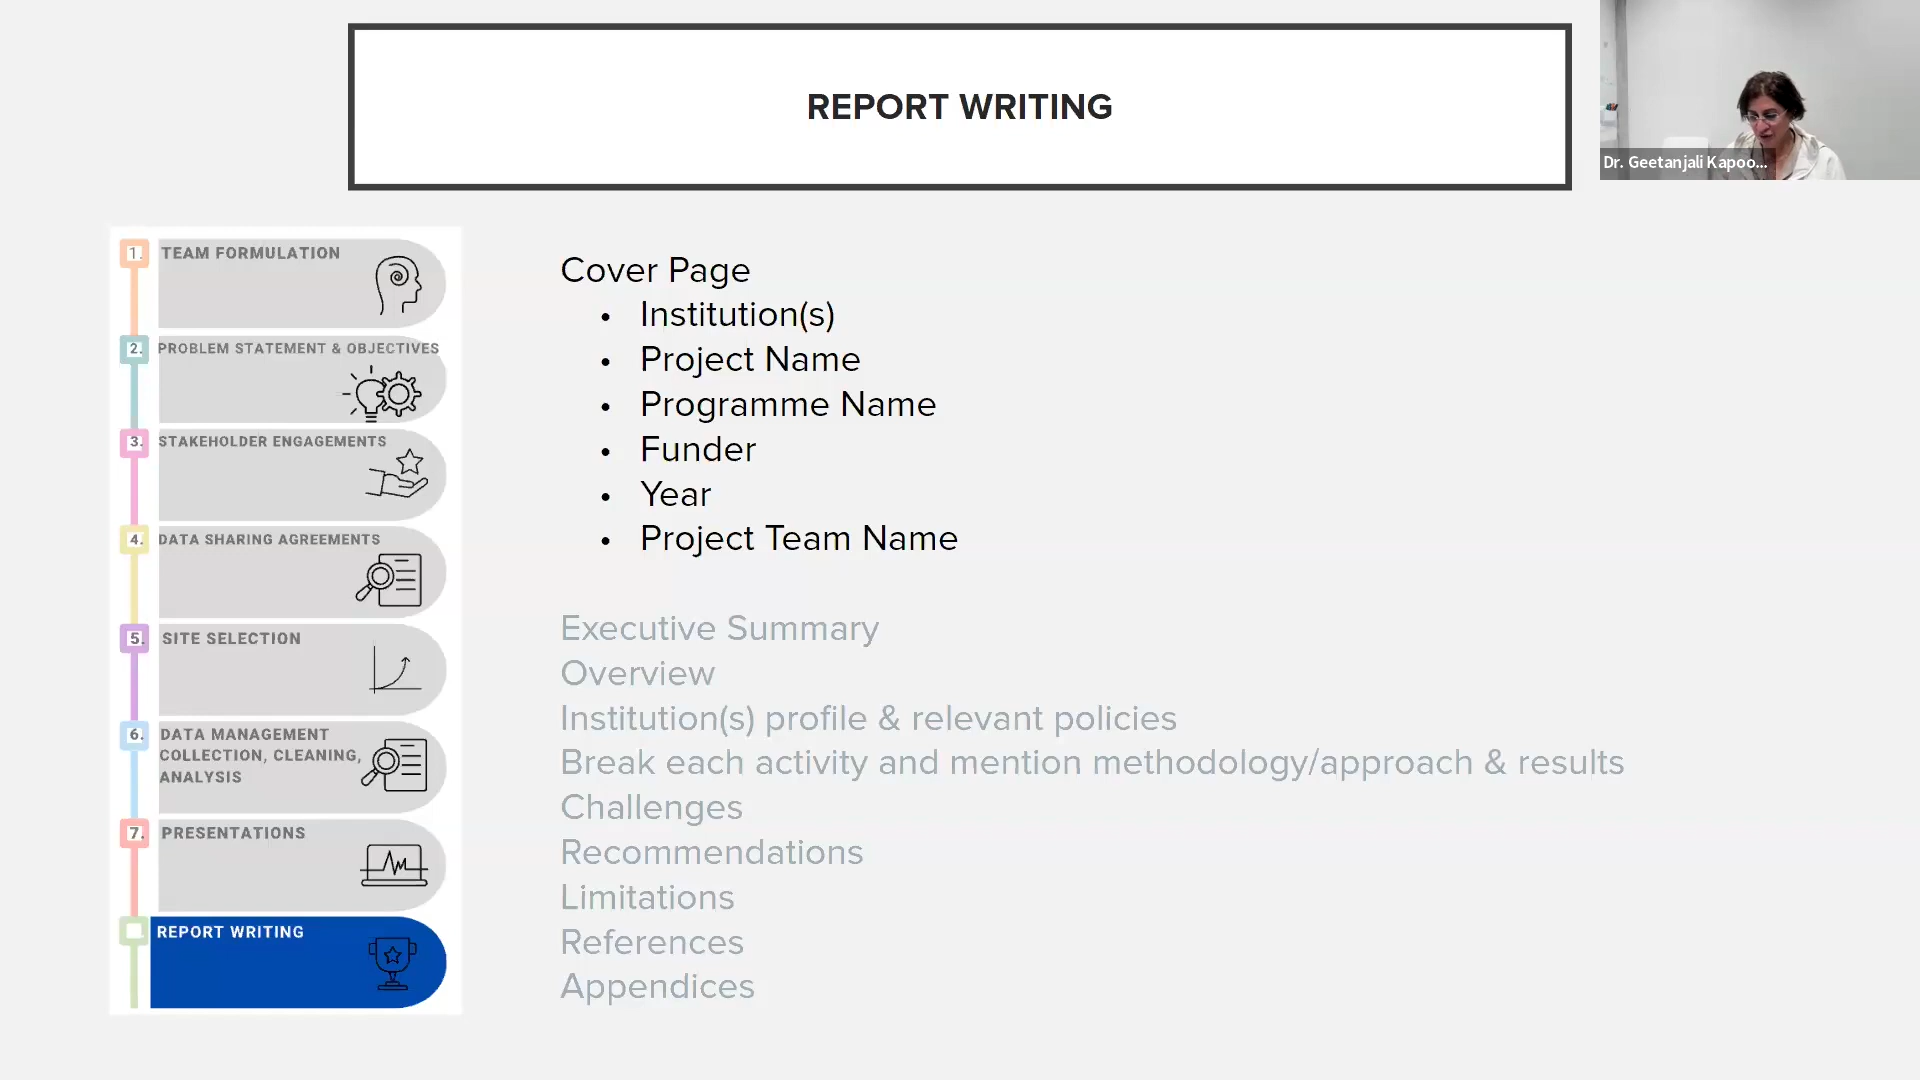 REPORT WRITING
Dr. Geetanjali Kapoo...
1. TEAM FORMULATION
2. PROBLEM STATEMENT & OBJECTIVES
3. STAKEHOLDER ENGAGEMENTS
4. DATA SHARING AGREEMENTS
5. SITE SELECTION
6. DATA MANAGEMENT
COLLECTION, CLEANING,
ANALYSIS
7. PRESENTATIONS
REPORT WRITING
Cover Page
• Institution(s)
• Project Name
• Programme Name
• Funder
• Year
• Project Team Name
Executive Summary
Overview
Institution(s) profile & relevant policies
Break each activity and mention methodology/approach & results
Challenges
Recommendations
Limitations
References
Appendices